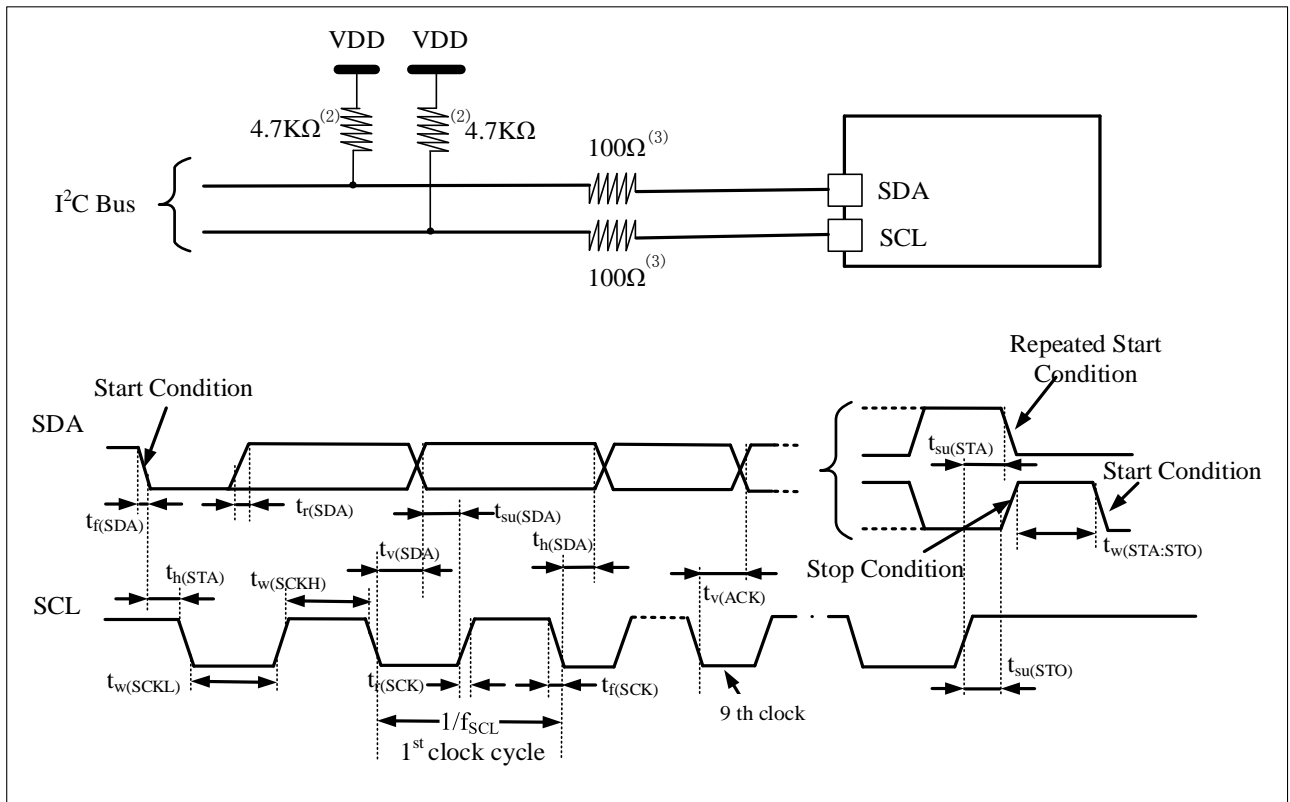 VDD VDD
4.7KΩ(2) (2)4.7KΩ
100Ω(3)
SDA
I2C Bus
SCL
100Ω(3)
Repeated Start
Condition
Start Condition
SDA
tsu(STA)
Start Condition
tf(SDA)
tr(SDA)
tsu(SDA)
tv(SDA)
th(SDA)
tw(STA:STO)
Stop Condition
th(STA)
tw(SCKH)
tv(ACK)
SCL
tw(SCKL)
tr(SCK)
tf(SCK)
tsu(STO)
9 th clock
1/fSCL
1st clock cycle